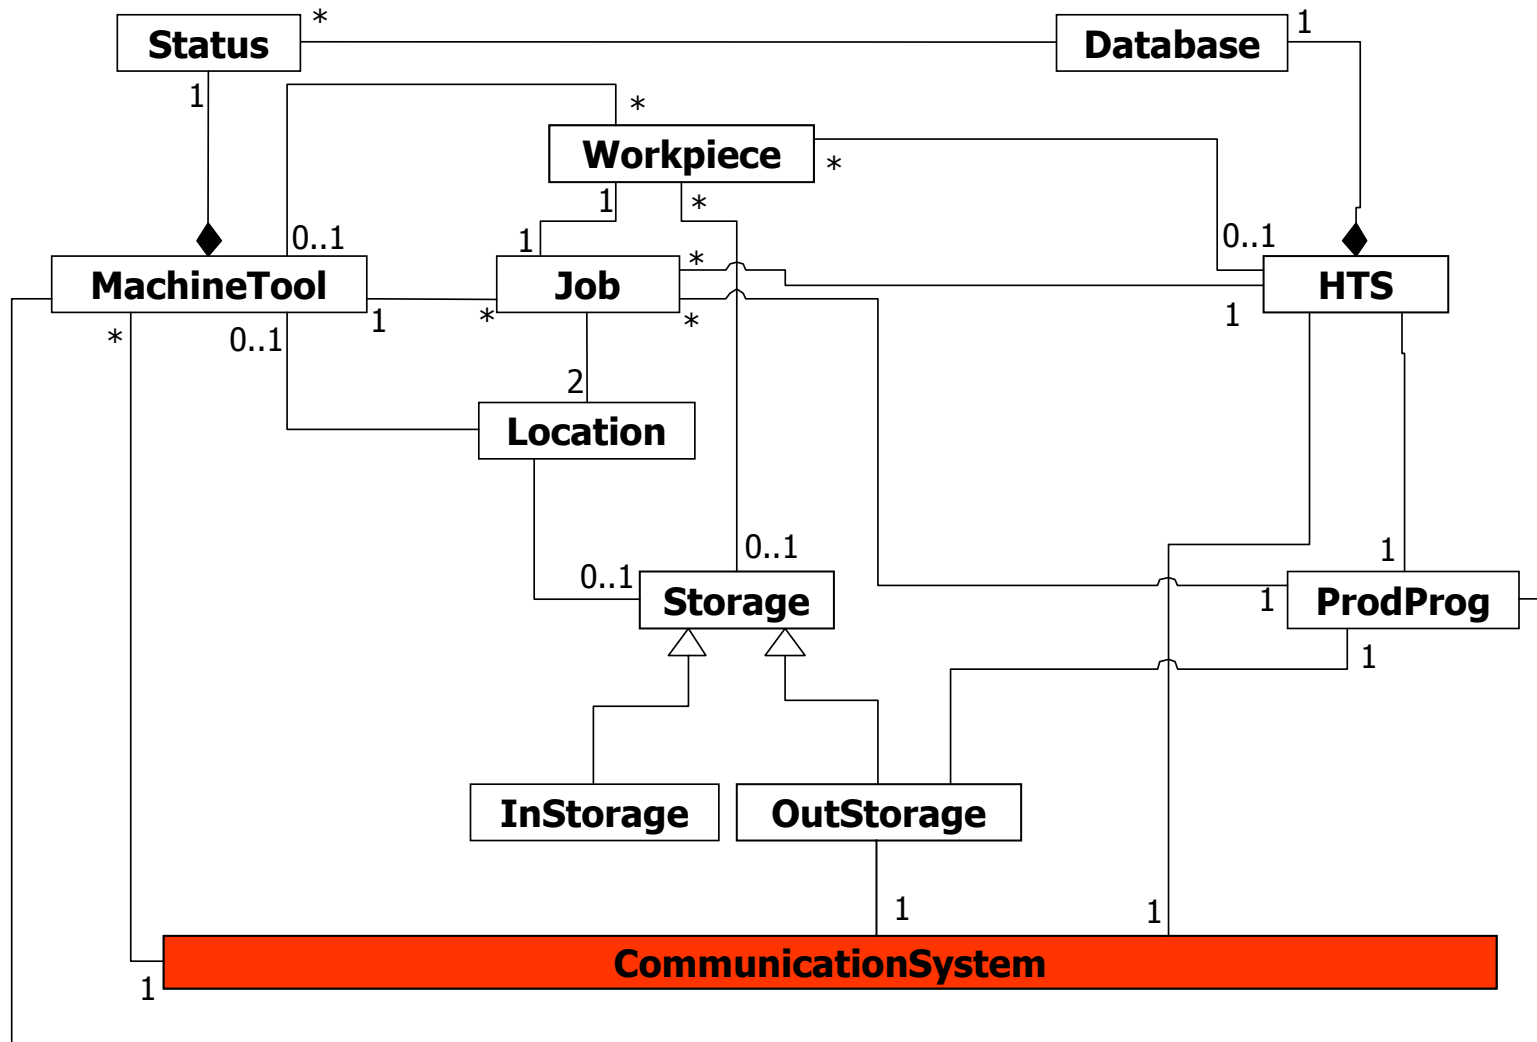 *
1
Status
Database
1
*
Workpiece
*
1
*
0..1
1
*
0..1
MachineTool
Job
HTS
*
0..1
1
*
*
1
2
Location
0..1
1
0..1
Storage
1
ProdProg
1
InStorage
OutStorage
1
1
CommunicationSystem
1